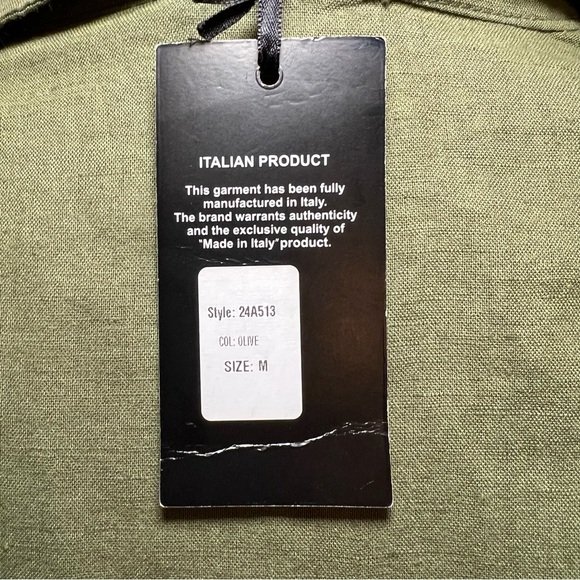 ITALIAN PRODUCT
This garment has been fully
manufactured in Italy.
The brand warrants authenticity
and the exclusive quality of
"Made in Italy" product.
Style: 24A513
COL: OLIVE
SIZE: M